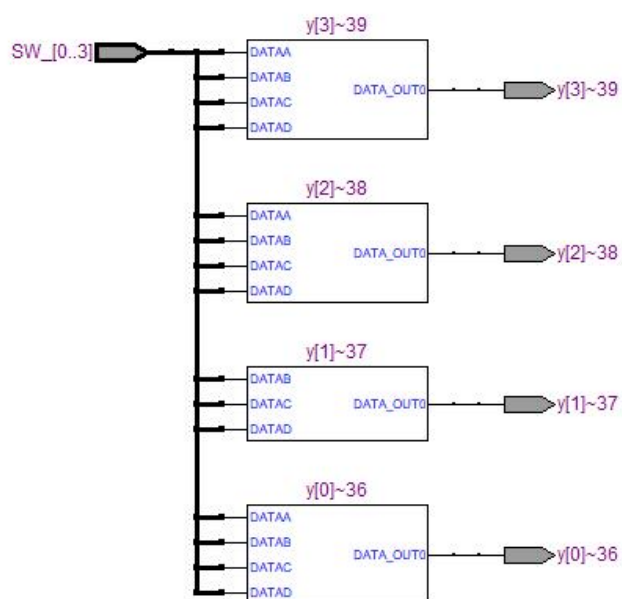 y[3]~39
SW_[0..3]
DATAA
DATAB
DATAC
DATAD
DATA_OUT0
y[3]~39
y[2]~38
DATAA
DATAB
DATAC
DATAD
DATA_OUT0
y[2]~38
y[1]~37
DATAB
DATAC
DATAD
DATA_OUT0
y[1]~37
y[0]~36
DATAA
DATAB
DATAC
DATAD
DATA_OUT0
y[0]~36